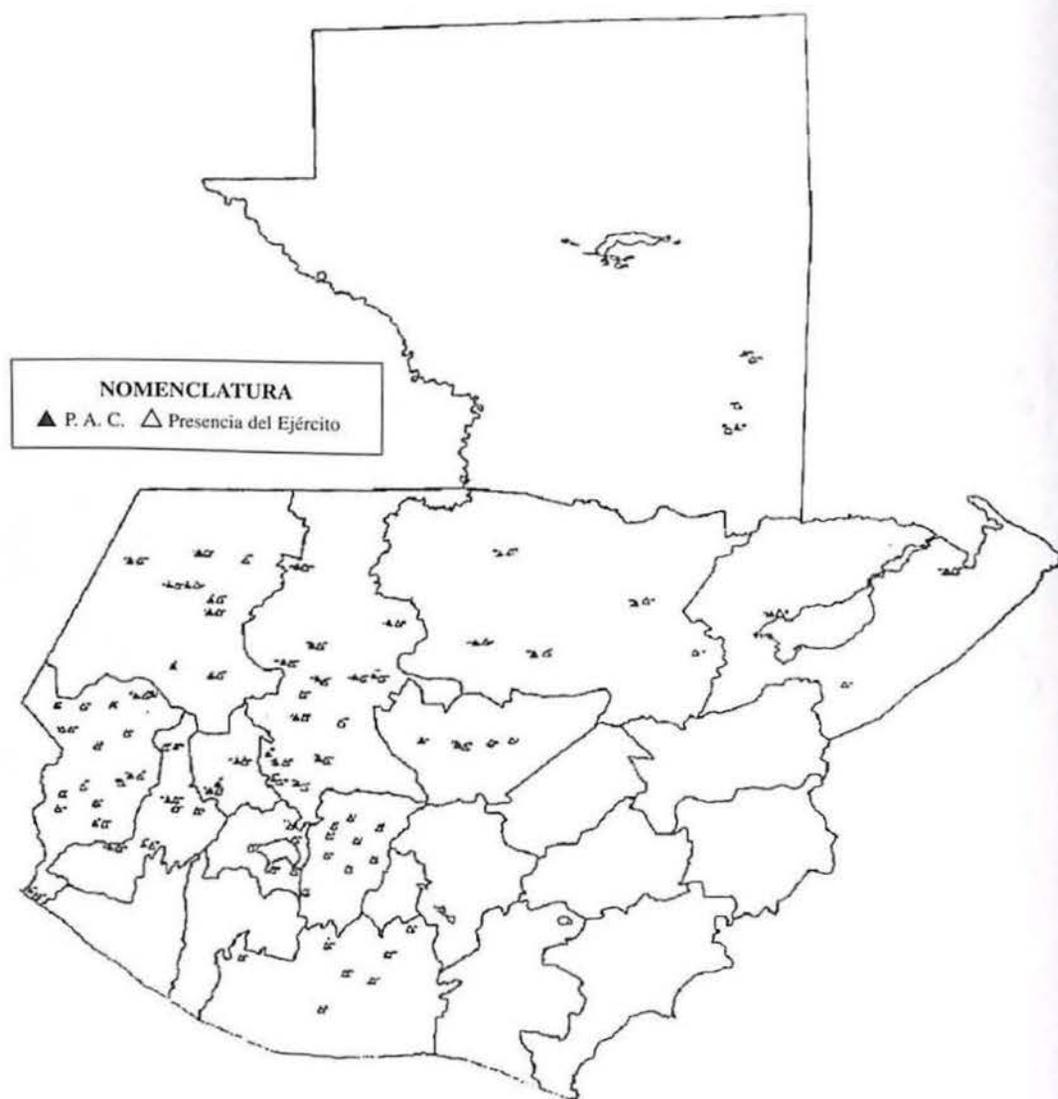 NOMENCLATURA
▲ P. A. C. △ Presencia del Ejército